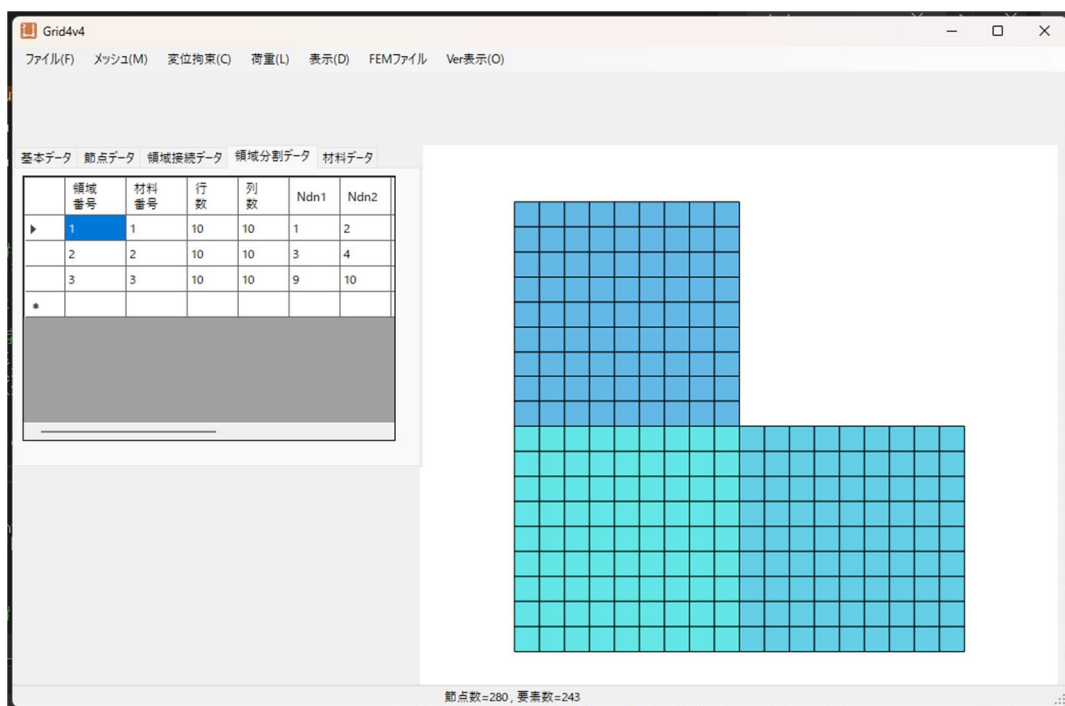 Grid4v4
ファイル(F) メッシュ(M) 変位拘束(C) 荷重(L) 表示(D) FEMファイル Ver表示(O)
基本データ 節点データ 領域接続データ 領域分割データ 材料データ
領域番号 材料番号 行数 列数 Ndn1 Ndn2
1 1 10 10 1 2
2 2 10 10 3 4
3 3 10 10 9 10
節点数=280 , 要素数=243